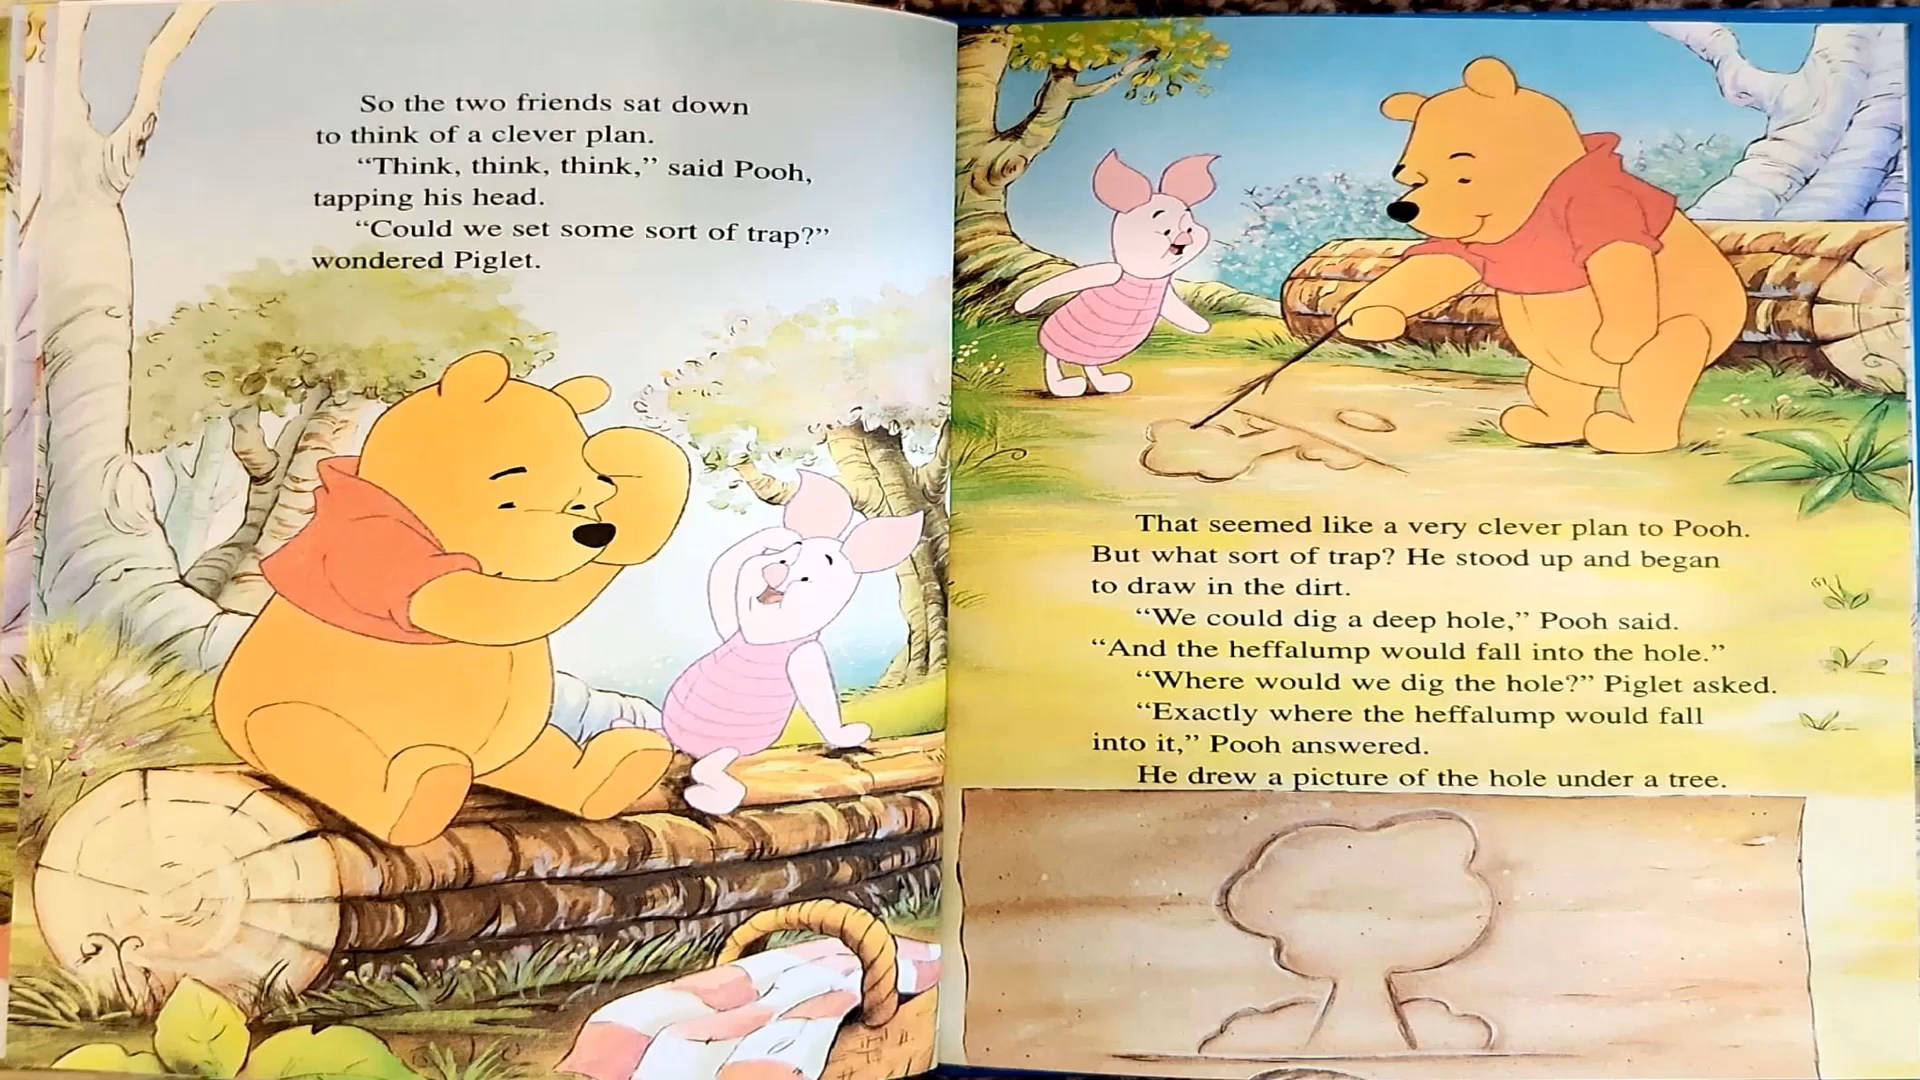 So the two friends sat down
to think of a clever plan.
“Think, think, think,” said Pooh,
tapping his head.
“Could we set some sort of trap?”
wondered Piglet.
That seemed like a very clever plan to Pooh.
But what sort of trap? He stood up and began
to draw in the dirt.
“We could dig a deep hole,” Pooh said.
“And the heffalump would fall into the hole.”
“Where would we dig the hole?” Piglet asked.
“Exactly where the heffalump would fall
into it,” Pooh answered.
He drew a picture of the hole under a tree.